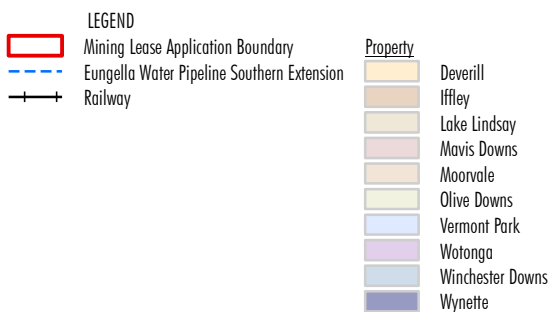 LEGEND
Mining Lease Application Boundary
Eungella Water Pipeline Southern Extension
Railway
Property
Deverill
Iffley
Lake Lindsay
Mavis Downs
Moorvale
Olive Downs
Vermont Park
Wotonga
Winchester Downs
Wynette